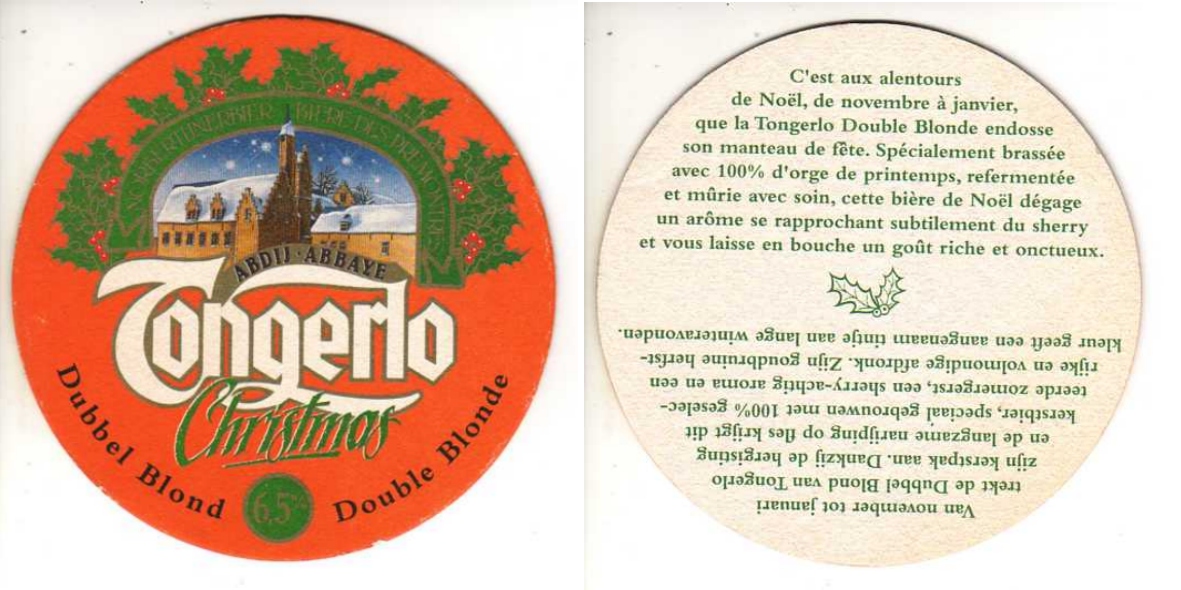 NORBERTIJNERBIER · BIÈRE DES PRÉMONTRÉS
ABDIJ · ABBAYE
Tongerlo
Christmas
Dubbel Blond
6,5%
Double Blonde
C'est aux alentours
de Noël, de novembre à janvier,
que la Tongerlo Double Blonde endosse
son manteau de fête. Spécialement brassée
avec 100% d'orge de printemps, refermentée
et mûrie avec soin, cette bière de Noël dégage
un arôme se rapprochant subtilement du sherry
et vous laisse en bouche un goût riche et onctueux.
Van november tot januari
trekt de Dubbel Blond van Tongerlo
zijn kerstpak aan. Dankzij de hergisting
en de langzame narijping op fles krijgt dit
kerstbier, speciaal gebrouwen met 100% geselec-
teerde zomergerst, een sherry-achtig aroma en een
rijke en volmondige afdronk. Zijn goudbruine herfst-
kleur geeft een aangenaam tintje aan lange winteravonden.